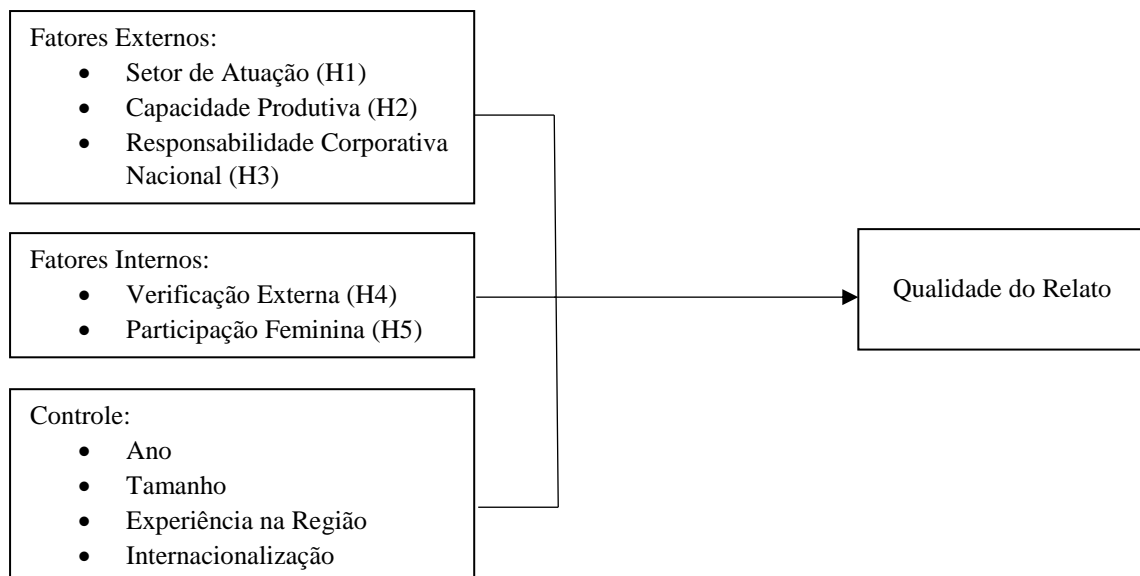 Fatores Externos:
• Setor de Atuação (H1)
• Capacidade Produtiva (H2)
• Responsabilidade Corporativa
Nacional (H3)
Fatores Internos:
• Verificação Externa (H4)
• Participação Feminina (H5)
Controle:
• Ano
• Tamanho
• Experiência na Região
• Internacionalização
Qualidade do Relato